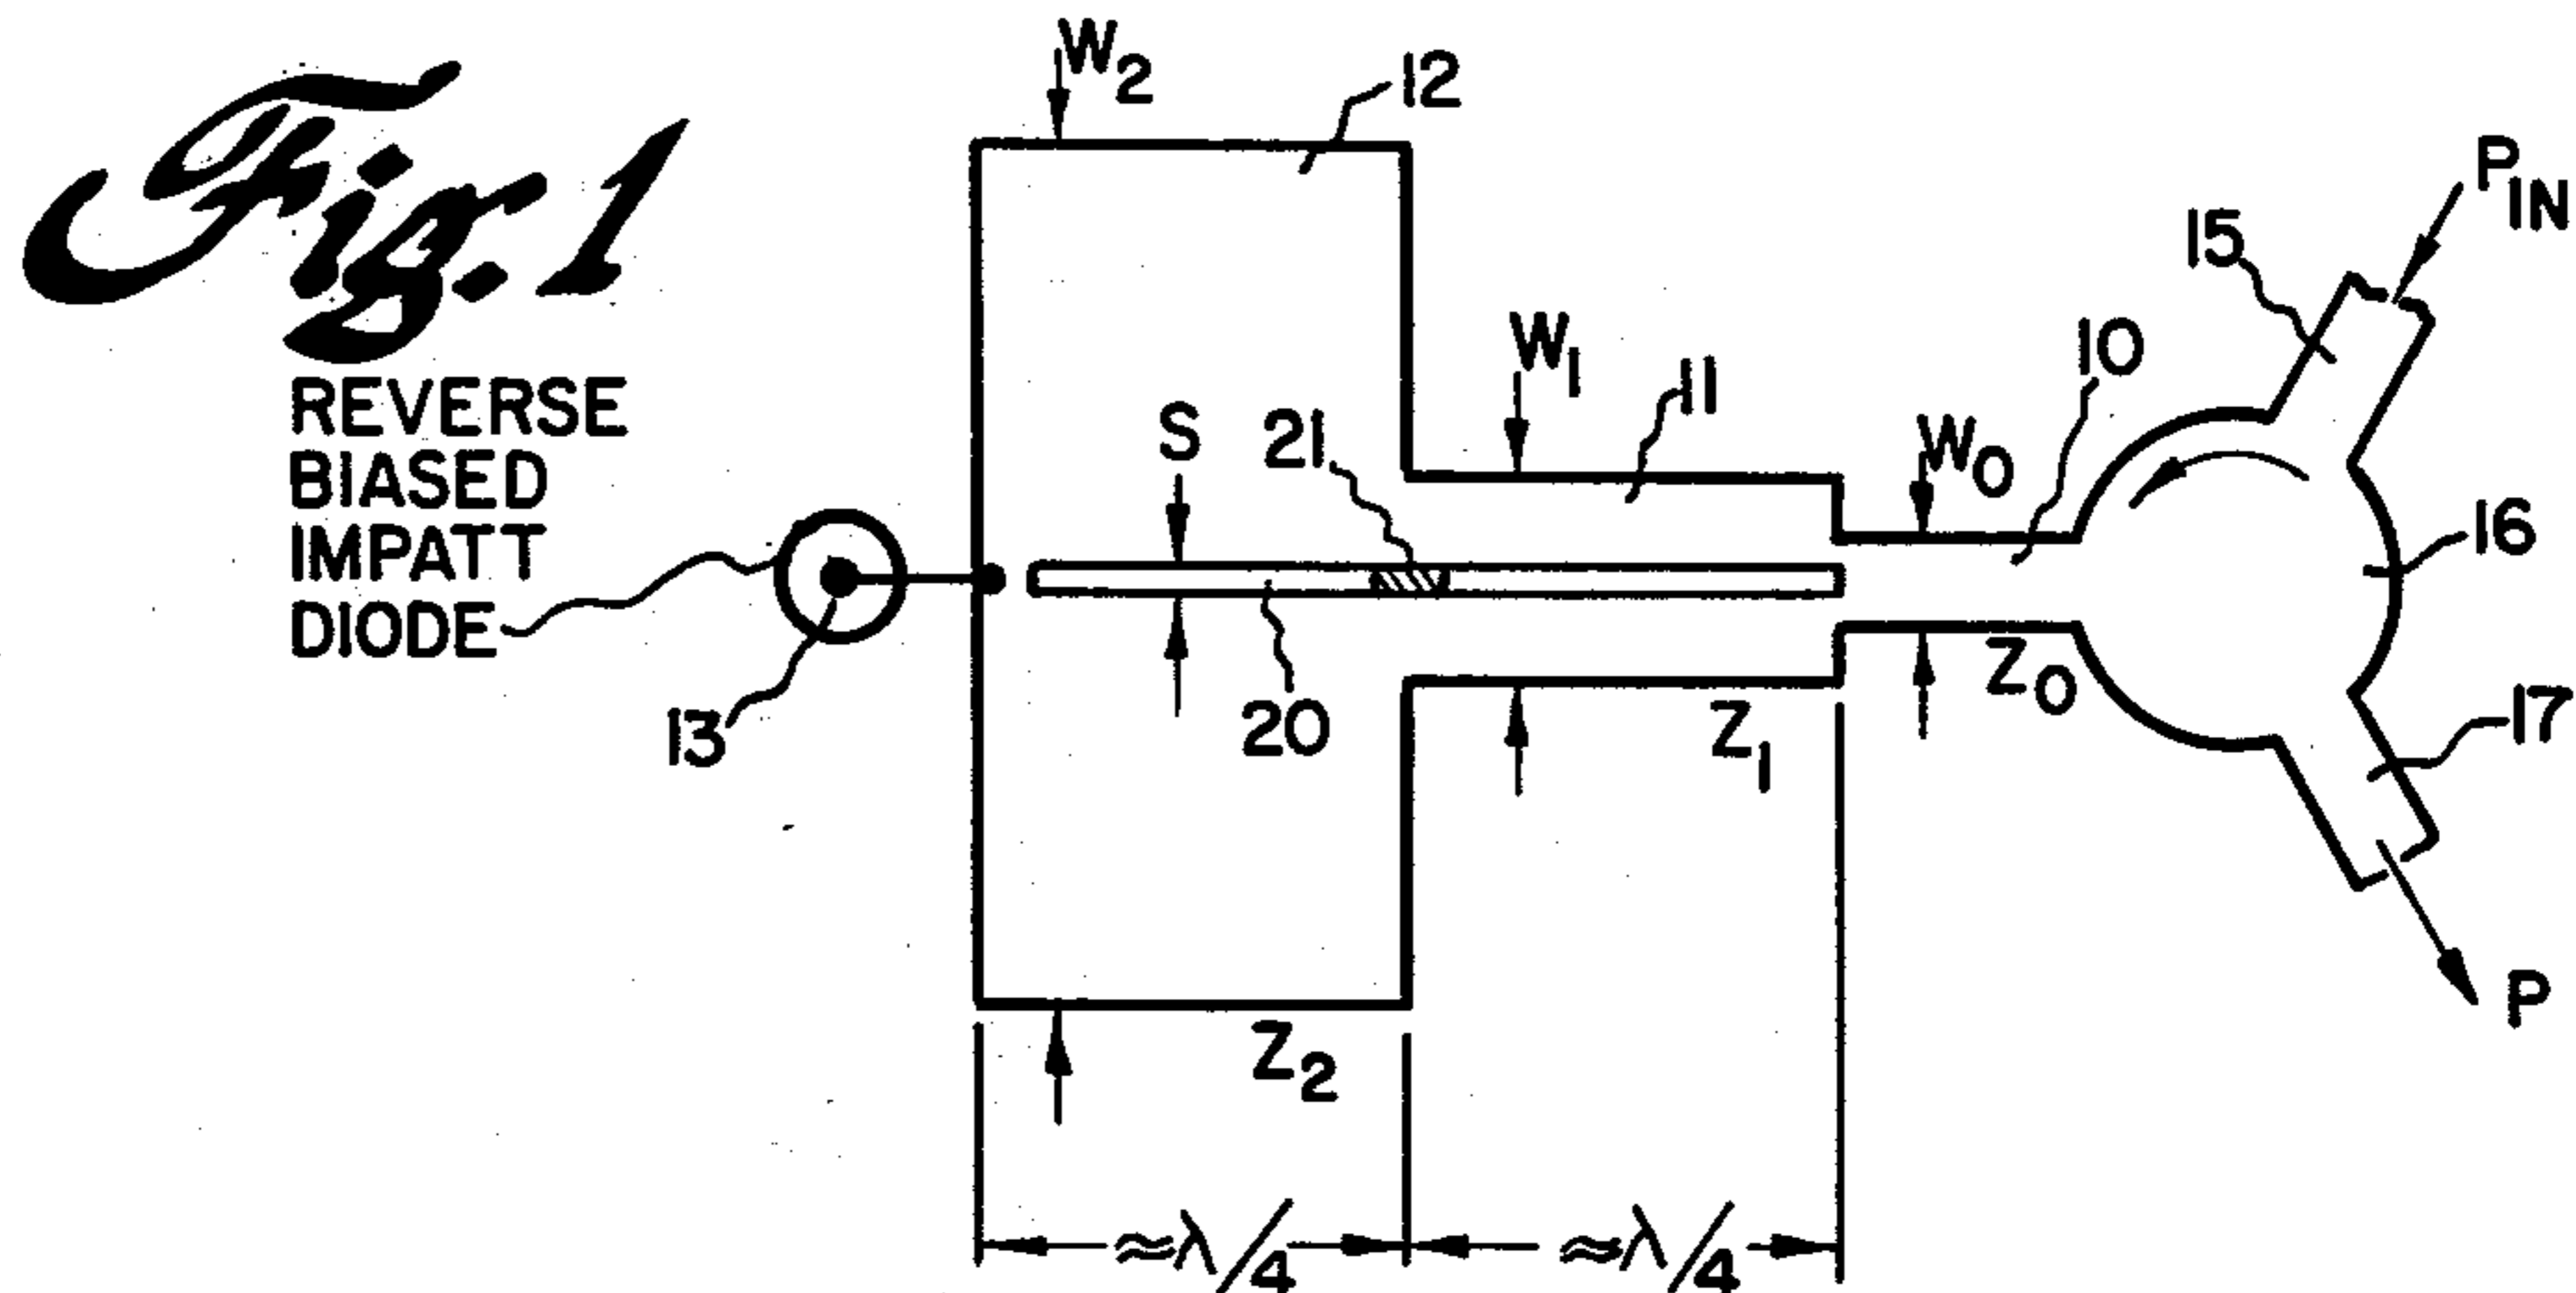 Fig. 1
REVERSE
BIASED
IMPATT
DIODE
13
W2
12
S
21
20
Z2
W1
11
Z1
W0
10
Z0
15
PIN
16
17
P
≈λ/4
≈λ/4